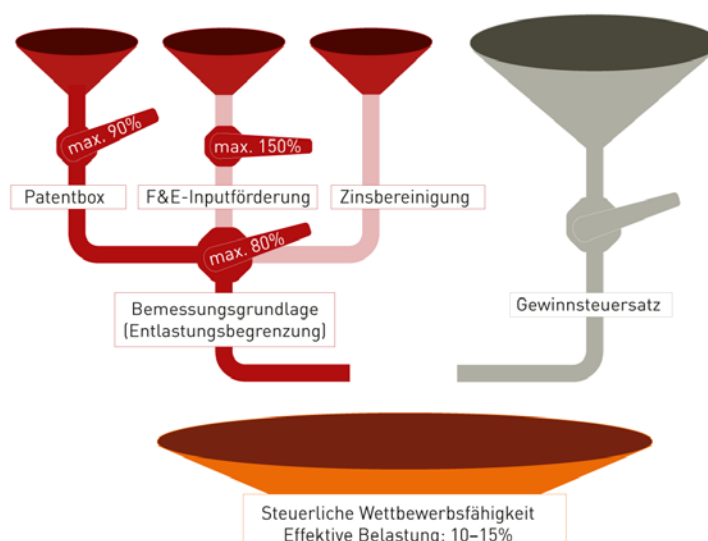 max. 90%
max. 150%
Patentbox
F&E-Inputförderung
Zinsbereinigung
max. 80%
Bemessungsgrundlage
(Entlastungsbegrenzung)
Gewinnsteuersatz
Steuerliche Wettbewerbsfähigkeit
Effektive Belastung: 10–15%